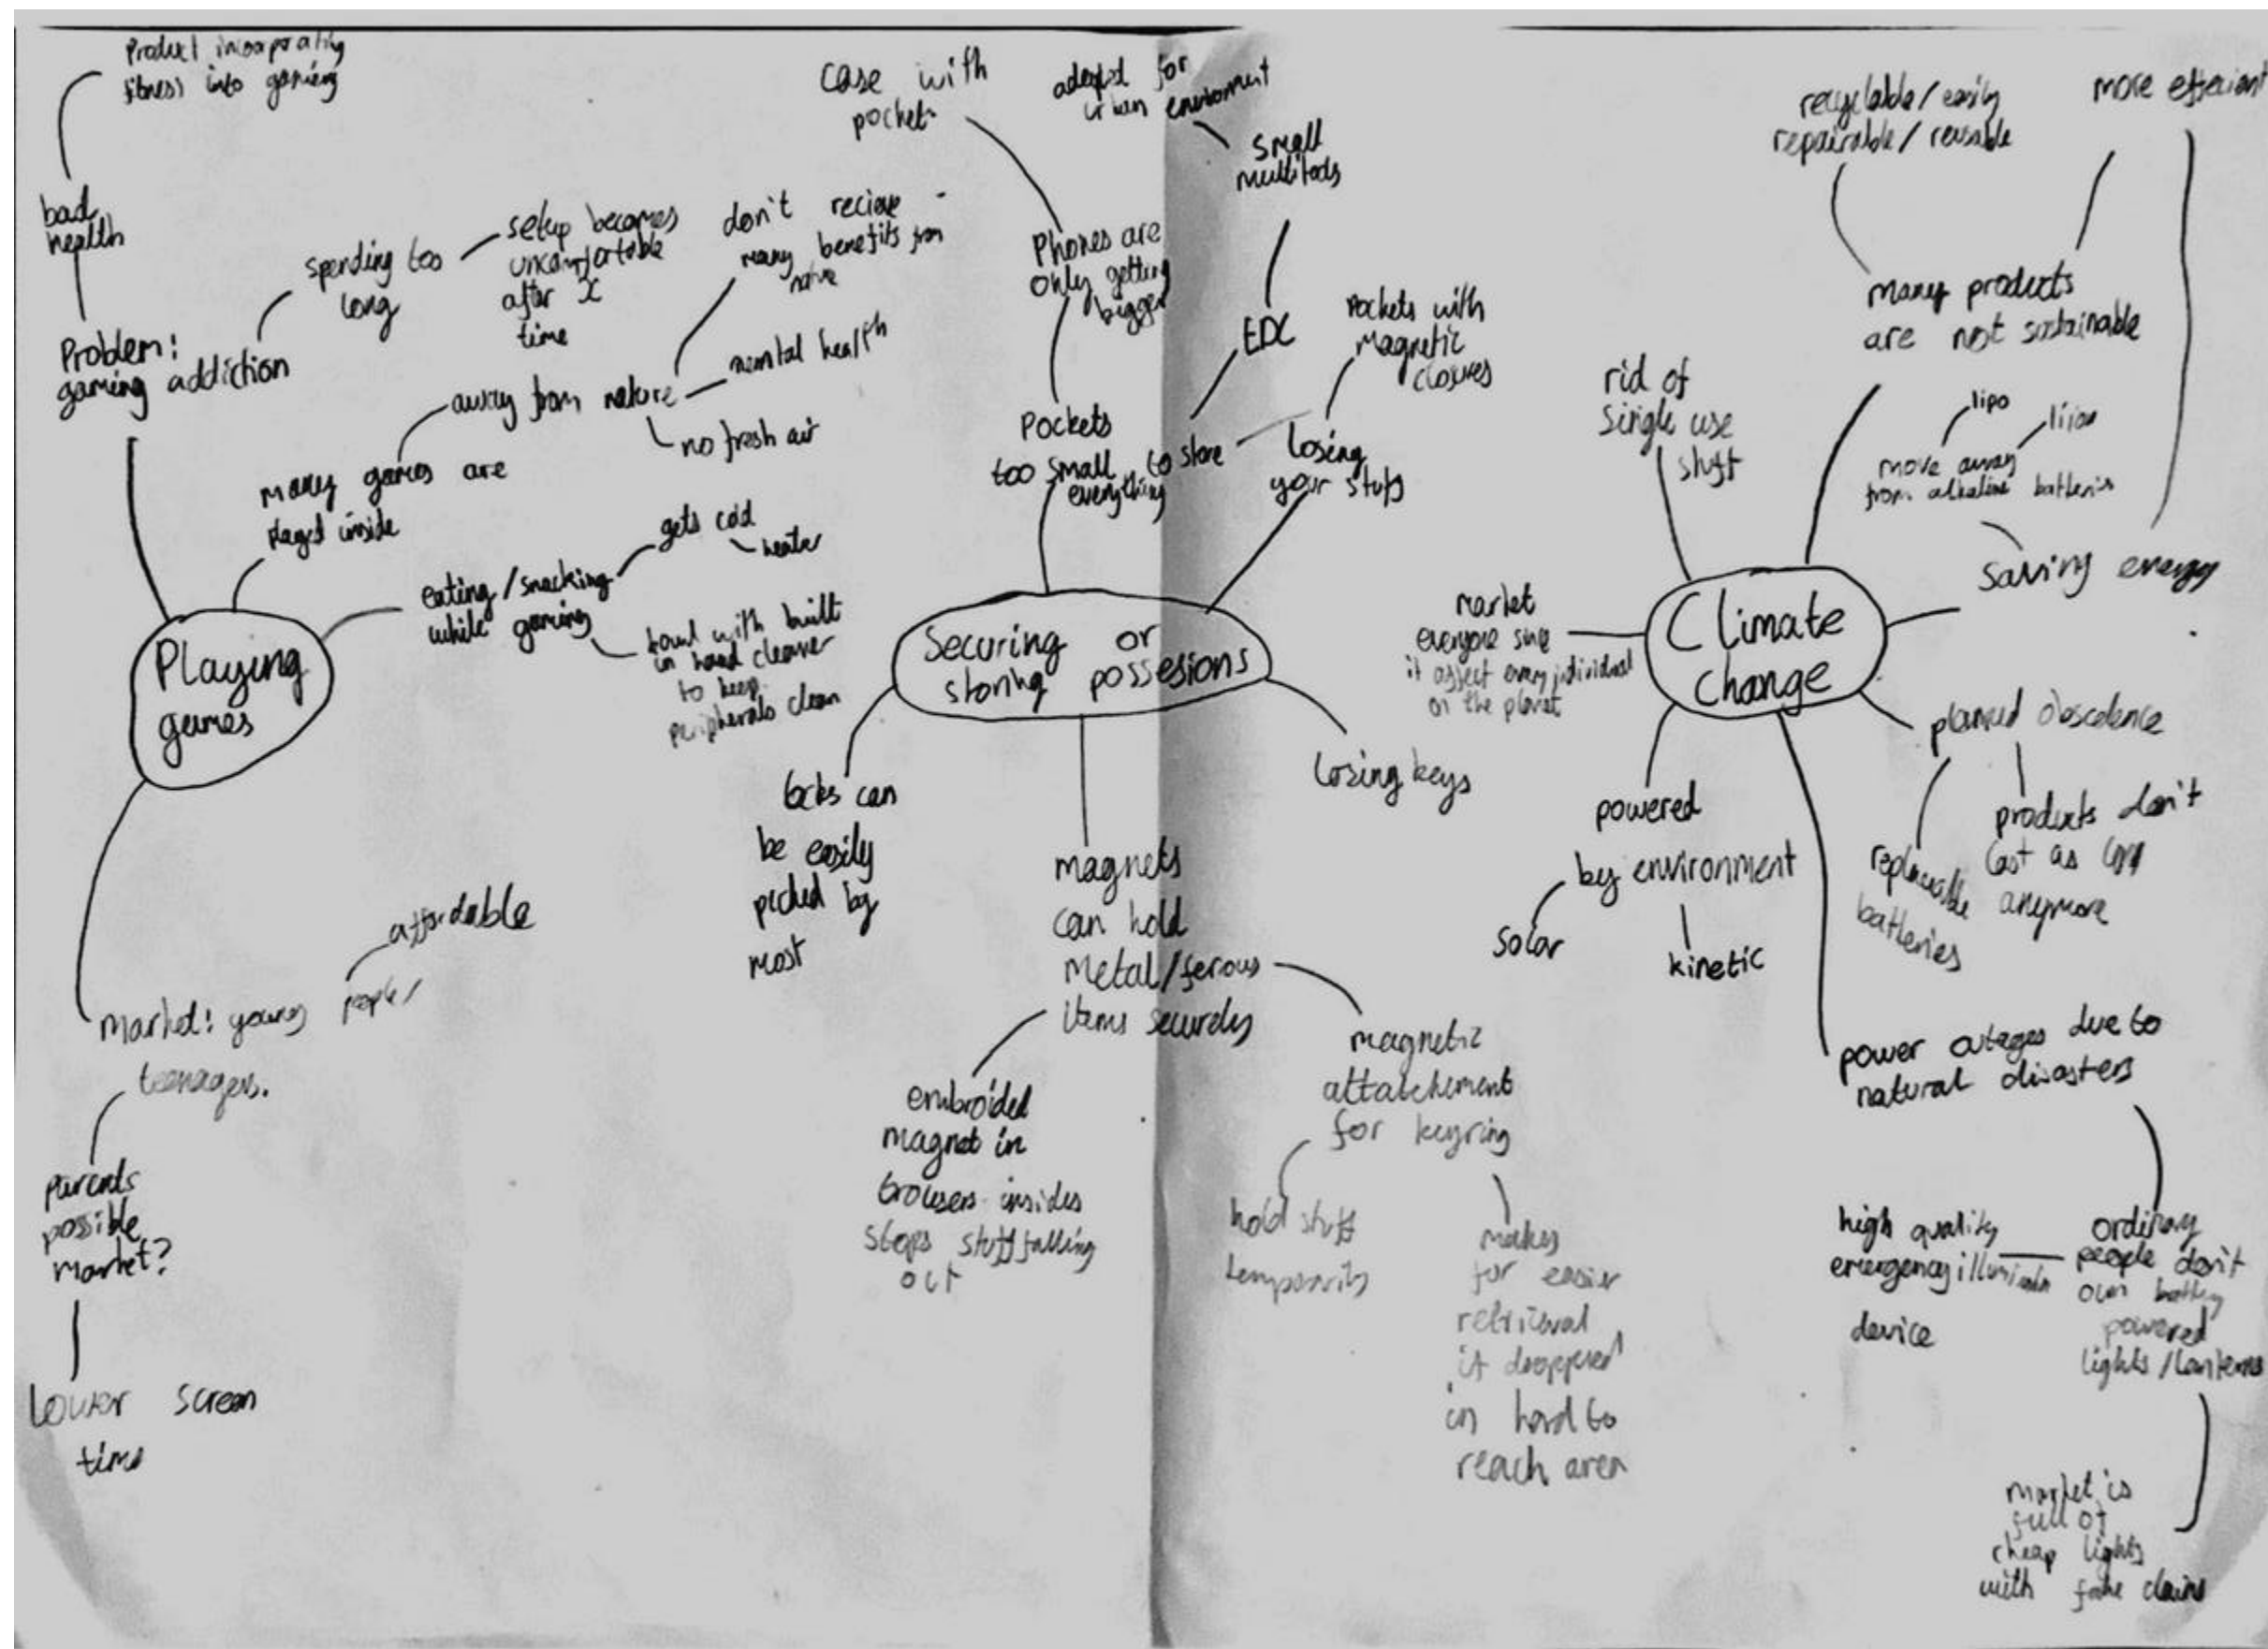 Product incorporating
fitness into gaming
bad
health
Problem:
gaming addiction
spending too
long
setup becomes
uncomfortable
after x
time
many games are
played inside
away from nature
don't recieve
many benefits from
nature
mental health
no fresh air
eating/snacking
while gaming
gets cold
heater
bowl with built
in hand cleaner
to keep
peripherals clean
Playing
games
Market: young people/
teenagers.
affordable
parents
possible
market?
Lower screen
time
Securing or
storing possesions
case with
pocket
Phones are
only getting
bigger
Pockets
too small to store
everything
EDC
small
multitools
adapted for
urban environment
losing
your stuff
Pockets with
magnetic
closures
losing keys
locks can
be easily
picked by
most
magnets
can hold
metal/ferous
items securely
embroided
magnet in
trousers insides
stops stuff falling
out
magnetic
attatchement
for keyring
hold stuff
temporarily
makes
for easier
retrieval
if dropped
in hard to
reach area
Climate
change
rid of
single use
stuff
many products
are not sustainable
recyclable/easily
repairable/reusable
more effecient
saving energy
move away
from alkaline batteries
lipo
liion
market
everyone since
it affect every individual
on the planet
powered
by environment
solar
kinetic
planned obscelence
replaceable
batteries
products don't
last as long
anymore
power outages due to
natural disasters
ordinary
people don't
own battery
powered
lights/lanterns
high quality
emergency
device
market is
full of
cheap lights
with fake claims